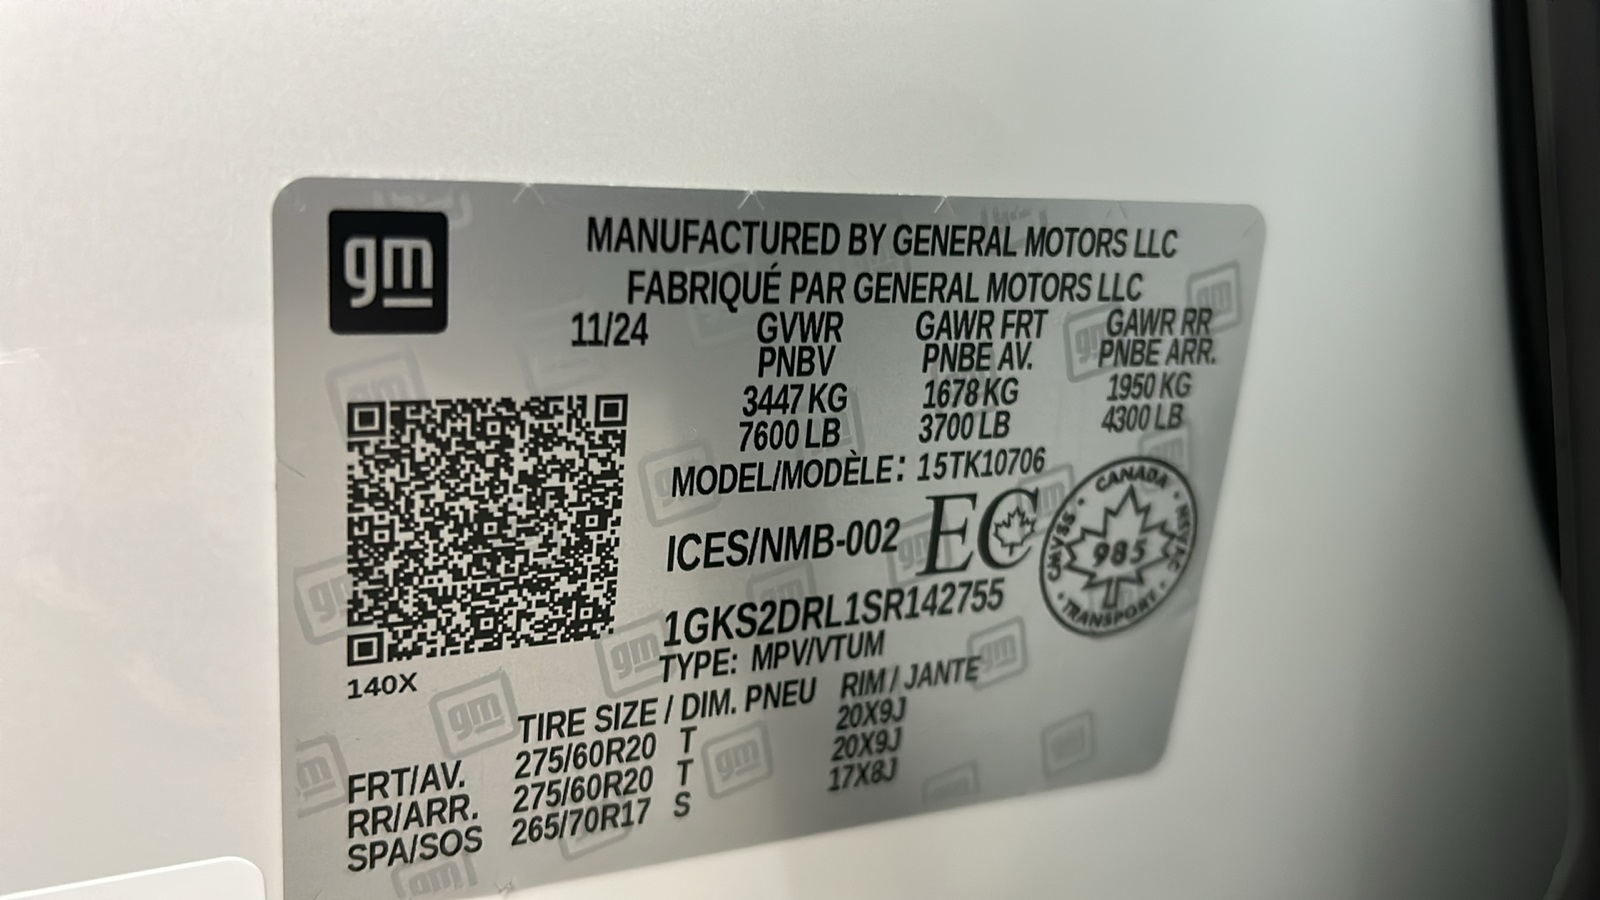 gm
MANUFACTURED BY GENERAL MOTORS LLC
FABRIQUÉ PAR GENERAL MOTORS LLC
11/24 GVWR GAWR FRT GAWR RR
PNBV PNBE AV. PNBE ARR.
3447 KG 1678 KG 1950 KG
7600 LB 3700 LB 4300 LB
MODEL/MODÈLE: 15TK10706
ICES/NMB-002 EC
CANADA
CMVSS 985 NSVAC
TRANSPORT
1GKS2DRL1SR142755
TYPE: MPV/VTUM
140X
TIRE SIZE / DIM. PNEU RIM / JANTE
FRT/AV. 275/60R20 T 20X9J
RR/ARR. 275/60R20 T 20X9J
SPA/SOS 265/70R17 S 17X8J